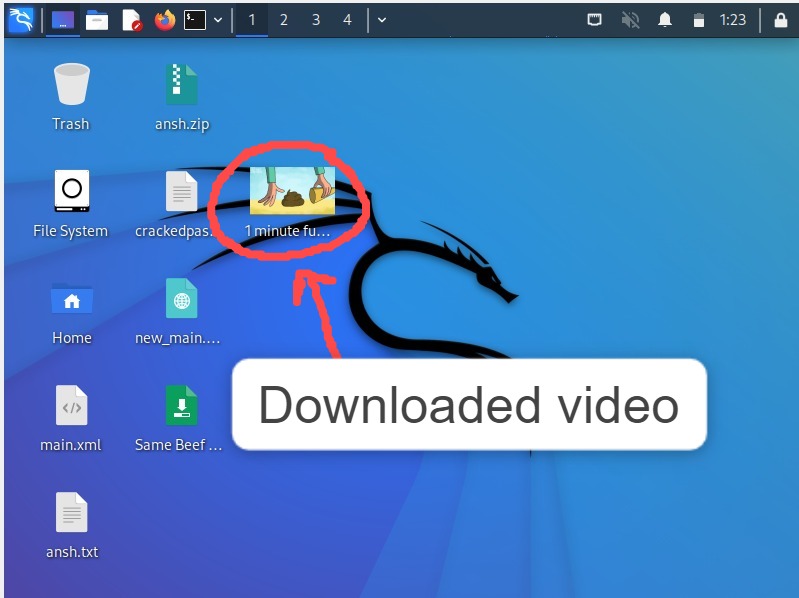 1 2 3 4 1:23
Trash
ansh.zip
File System
crackedpas...
1 minute fu...
Home
new_main....
Downloaded video
main.xml
Same Beef ...
ansh.txt